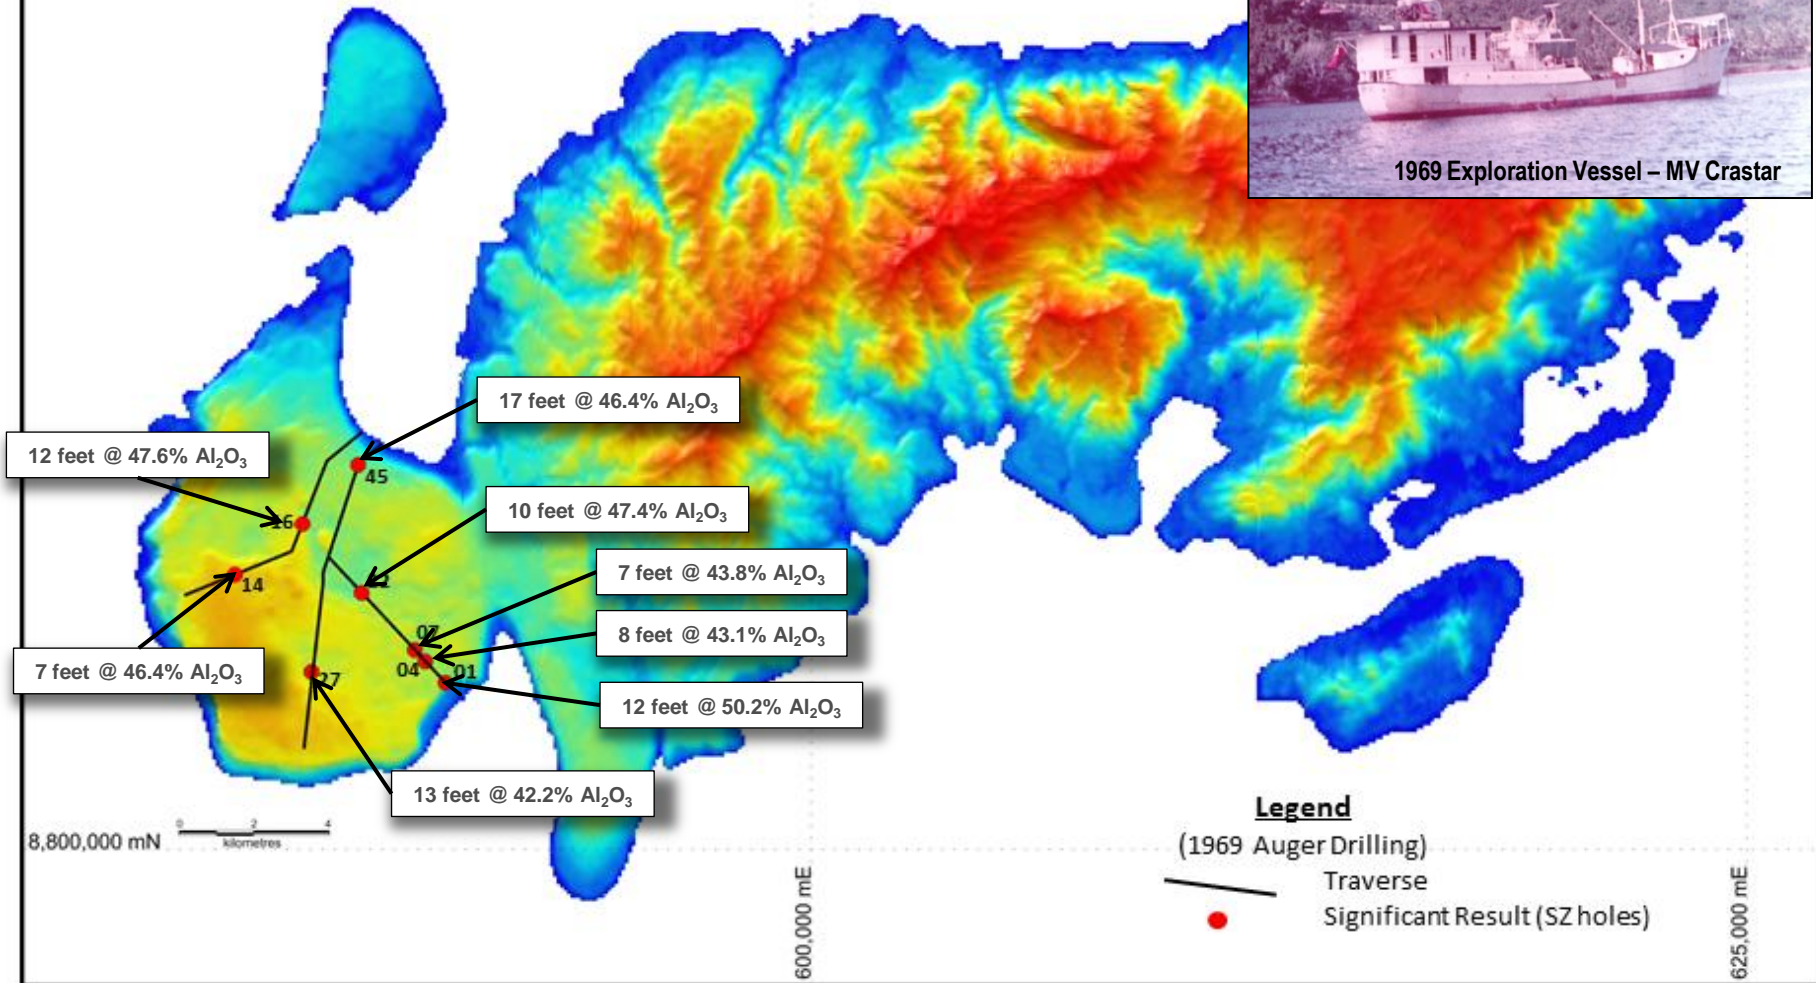 1969 Exploration Vessel – MV Crastar
17 feet @ 46.4% Al₂O₃
12 feet @ 47.6% Al₂O₃
45
10 feet @ 47.4% Al₂O₃
16
7 feet @ 43.8% Al₂O₃
14
07
8 feet @ 43.1% Al₂O₃
04
01
7 feet @ 46.4% Al₂O₃
27
12 feet @ 50.2% Al₂O₃
13 feet @ 42.2% Al₂O₃
0 2 4
kilometres
8,800,000 mN
600,000 mE
625,000 mE
Legend
(1969 Auger Drilling)
Traverse
Significant Result (SZ holes)